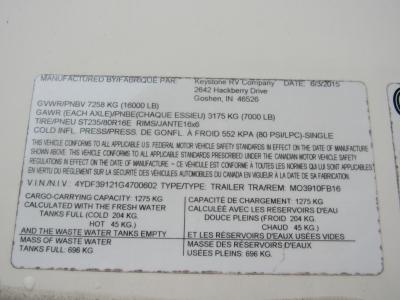 MANUFACTURED BY/FABRIQUE PAR: Keystone RV Company DATE: 6/3/2015
2642 Hackberry Drive
Goshen, IN 46526
GVWR/PNBV 7258 KG (16000 LB)
GAWR (EACH AXLE)/PNBE(CHAQUE ESSIEU) 3175 KG (7000 LB)
TIRE/PNEU ST235/80R16E RIMS/JANTE16x6
COLD INFL. PRESS/PRESS. DE GONFL. À FROID 552 KPA (80 PSI/LPC)-SINGLE
THIS VEHICLE CONFORMS TO ALL APPLICABLE U.S. FEDERAL MOTOR VEHICLE SAFETY STANDARDS IN EFFECT ON THE DATE OF MANUFACTURE SHOWN ABOVE.
THIS VEHICLE CONFORMS TO ALL APPLICABLE STANDARDS PRESCRIBED UNDER THE CANADIAN MOTOR VEHICLE SAFETY
REGULATIONS IN EFFECT ON THE DATE OF MANUFACTURE. CE VÉHICULE EST CONFORME À TOUTES LES NORMES QUI LUI SONT APPLICABLES
EN VERTU DU RÈGLEMENT SUR LA SÉCURITÉ DES VÉHICULES AUTOMOBILES DU CANADA EN VIGUEUR À LA DATE DE SA FABRICATION.
V.I.N./N.I.V. 4YDF39121G4700602 TYPE/TYPE: TRAILER TRA/REM: MO3910FB16
CARGO-CARRYING CAPACITY: 1275 KG
CALCULATED WITH THE FRESH WATER
TANKS FULL (COLD 204 KG.
HOT 45 KG.)
AND THE WASTE WATER TANKS EMPTY
MASS OF WASTE WATER
TANKS FULL: 696 KG
CAPACITÉ DE CHARGEMENT: 1275 KG
CALCULÉE AVEC LES RÉSERVOIRS D'EAU
DOUCE PLEINS (FROID 204 KG.
CHAUD 45 KG.)
ET LES RÉSERVOIRS D'EAUX USÉES VIDES
MASSE DES RÉSERVOIRS D'EAUX
USÉES PLEINS: 696 KG.